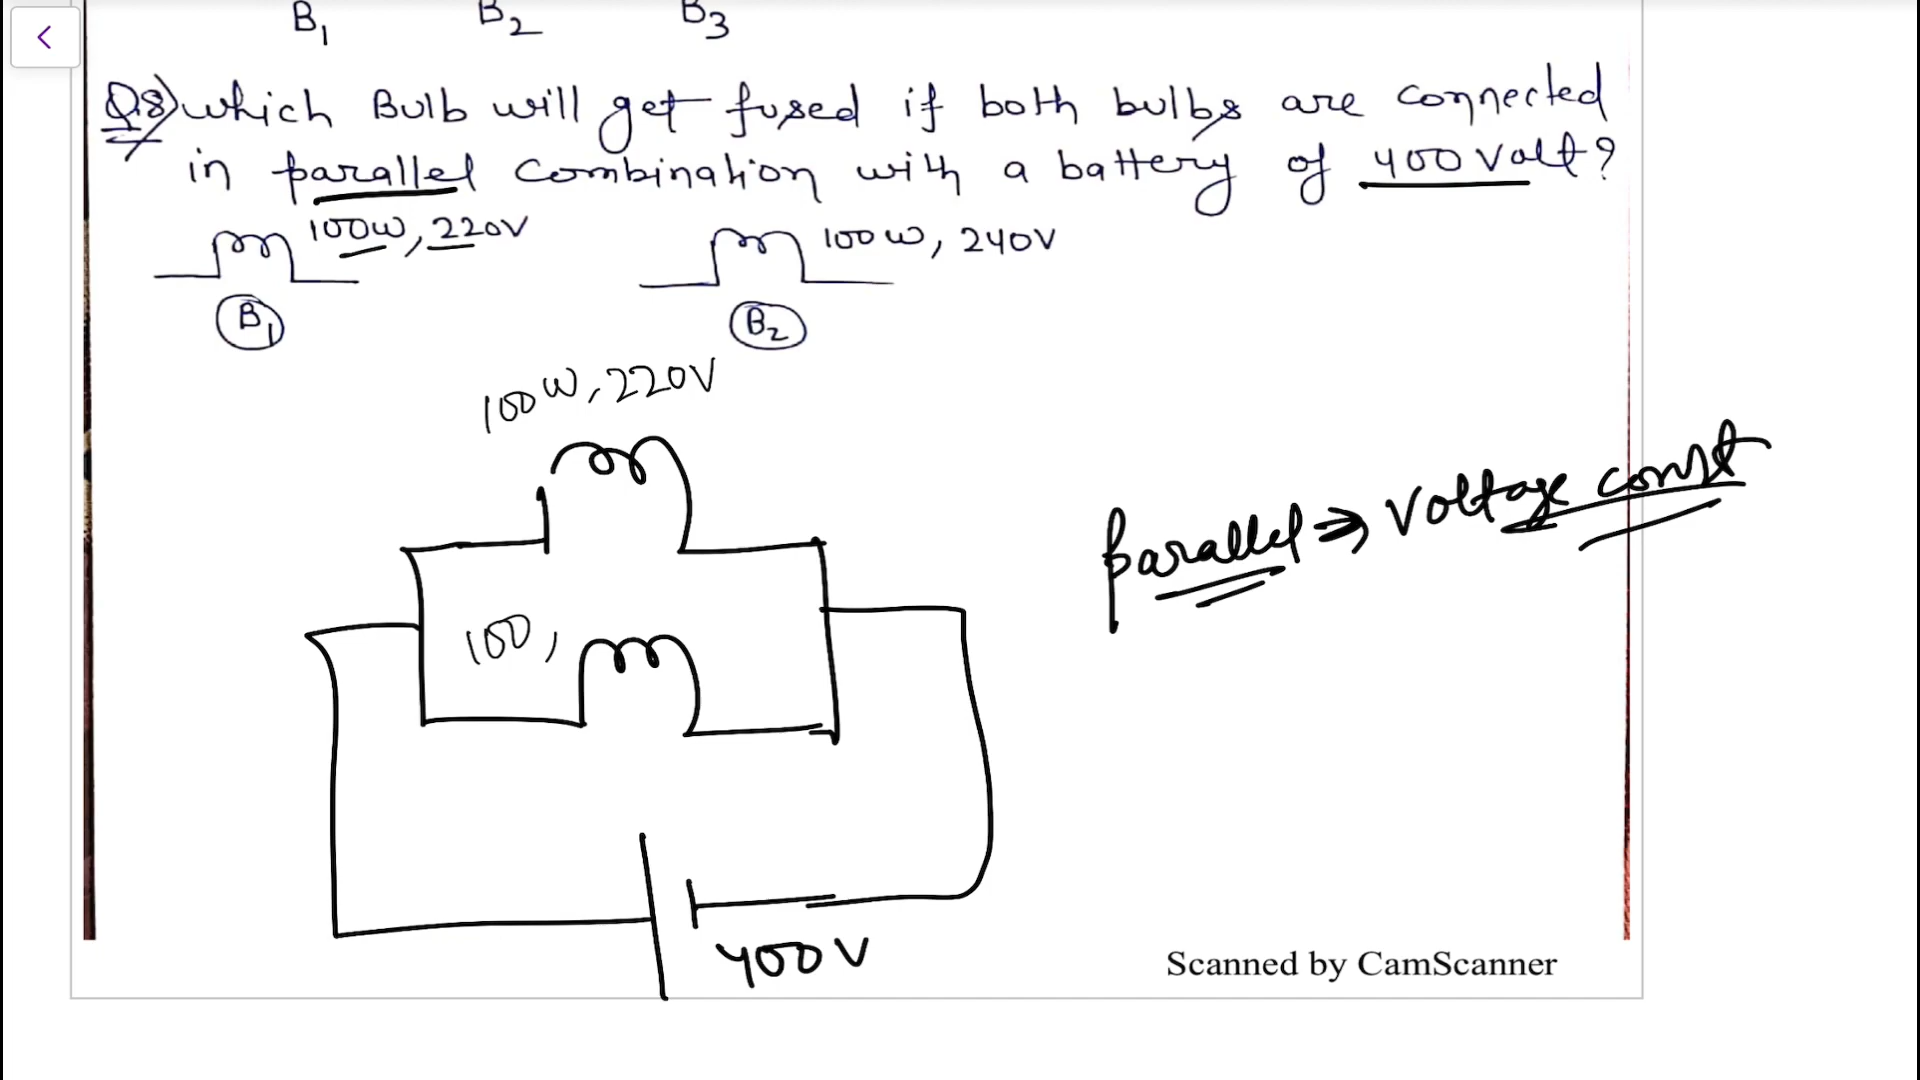 B1 B2 B3
Q.8) which Bulb will get fused if both bulbs are connected
in parallel combination with a battery of 400 volt?
100W, 220V 100W, 240V
B1 B2
100W, 220V
parallel ⇒ voltage const
100,
400V
Scanned by CamScanner